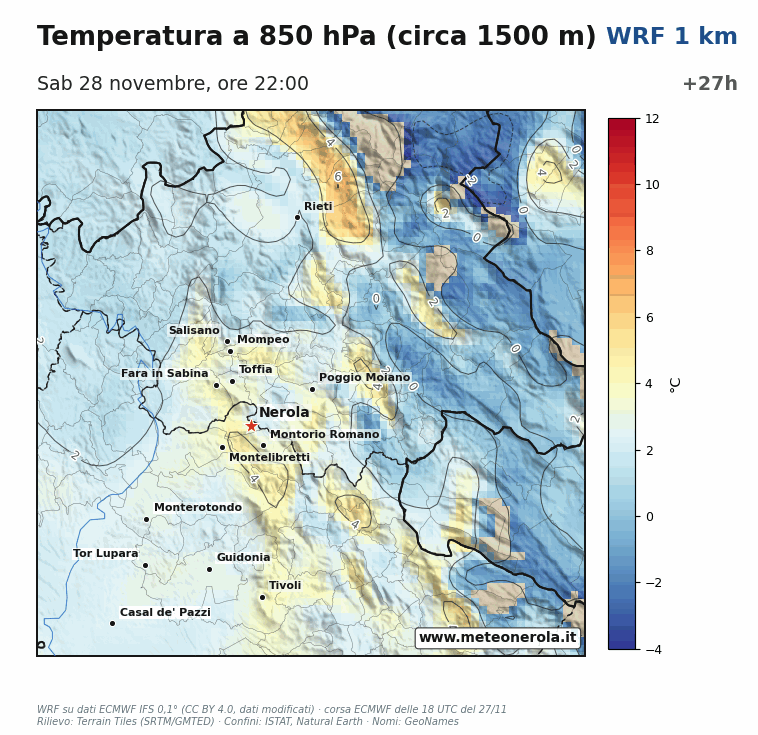 Temperatura a 850 hPa (circa 1500 m) WRF 1 km
Sab 28 novembre, ore 22:00 +27h
Rieti
Salisano
Mompeo
Fara in Sabina
Toffia
Poggio Moiano
Nerola
Montorio Romano
Montelibretti
Monterotondo
Tor Lupara
Guidonia
Tivoli
Casal de' Pazzi
www.meteonerola.it
12
10
8
6
4
2
0
−2
−4
°C
WRF su dati ECMWF IFS 0,1° (CC BY 4.0, dati modificati) · corsa ECMWF delle 18 UTC del 27/11
Rilievo: Terrain Tiles (SRTM/GMTED) · Confini: ISTAT, Natural Earth · Nomi: GeoNames